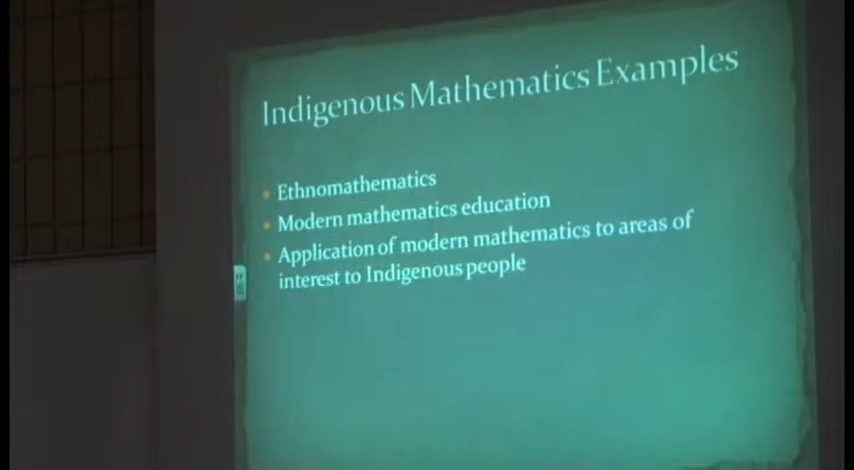 Indigenous Mathematics Examples
• Ethnomathematics
• Modern mathematics education
• Application of modern mathematics to areas of
interest to Indigenous people